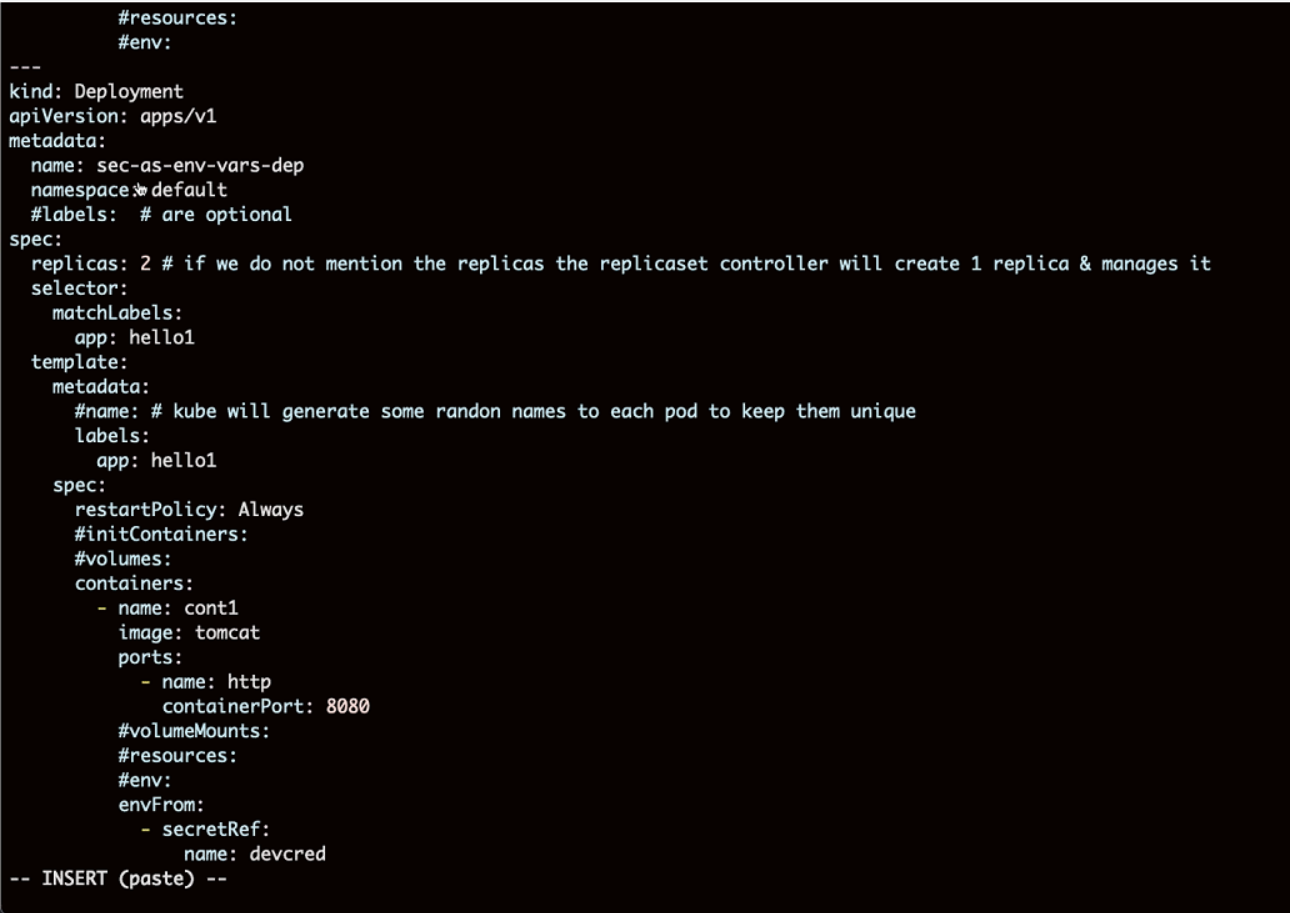 #resources:
#env:
---
kind: Deployment
apiVersion: apps/v1
metadata:
name: sec-as-env-vars-dep
namespace: default
#labels:  # are optional
spec:
replicas: 2 # if we do not mention the replicas the replicaset controller will create 1 replica & manages it
selector:
matchLabels:
app: hello1
template:
metadata:
#name: # kube will generate some randon names to each pod to keep them unique
labels:
app: hello1
spec:
restartPolicy: Always
#initContainers:
#volumes:
containers:
- name: cont1
image: tomcat
ports:
- name: http
containerPort: 8080
#volumeMounts:
#resources:
#env:
envFrom:
- secretRef:
name: devcred
-- INSERT (paste) --